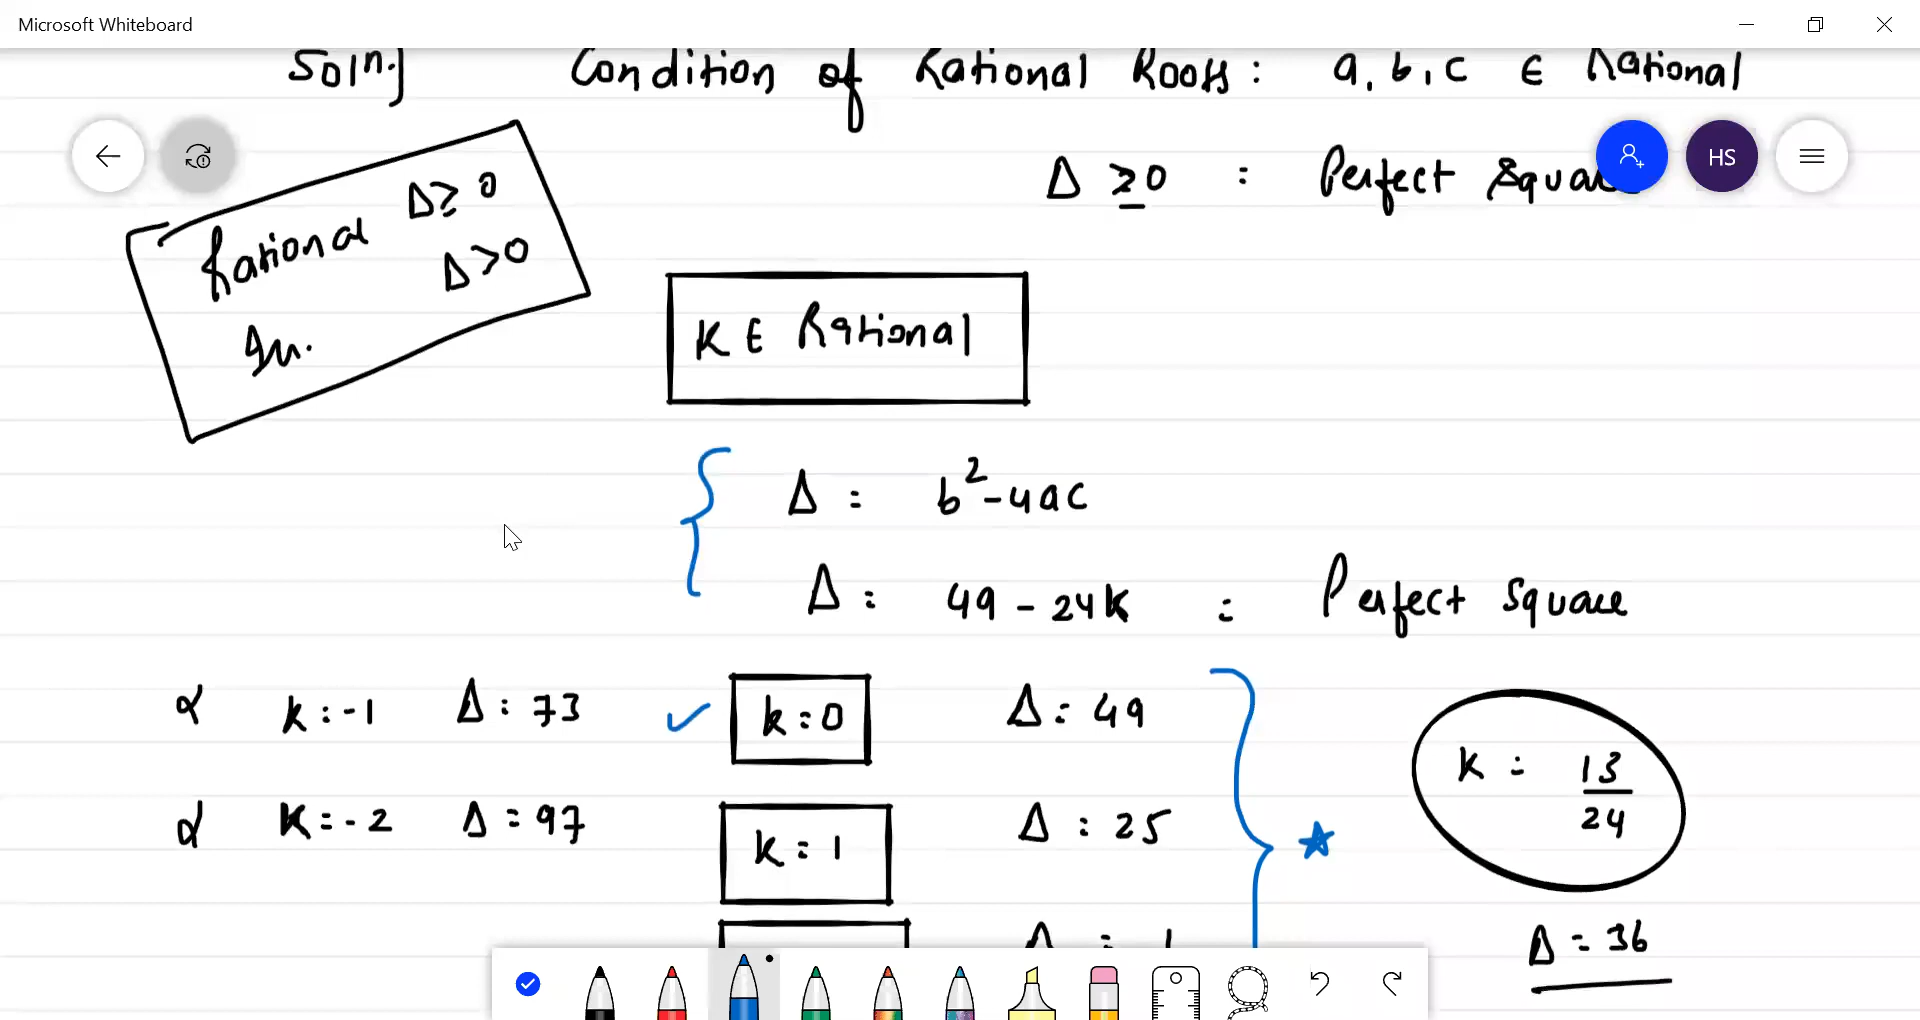 Microsoft Whiteboard
Soln.] Condition of Rational Roots : a, b, c ∈ Rational
Δ ≥ 0 : Perfect Square
HS
Rational Δ ≥ 0
Δ > 0
K ∈ Rational
Δ = b²-4ac
Δ = 49 - 24k = Perfect Square
k = -1 Δ = 73 k = 0 Δ = 49
k = 13/24
K = -2 Δ = 97 k = 1 Δ = 25
Δ = 1
Δ = 36